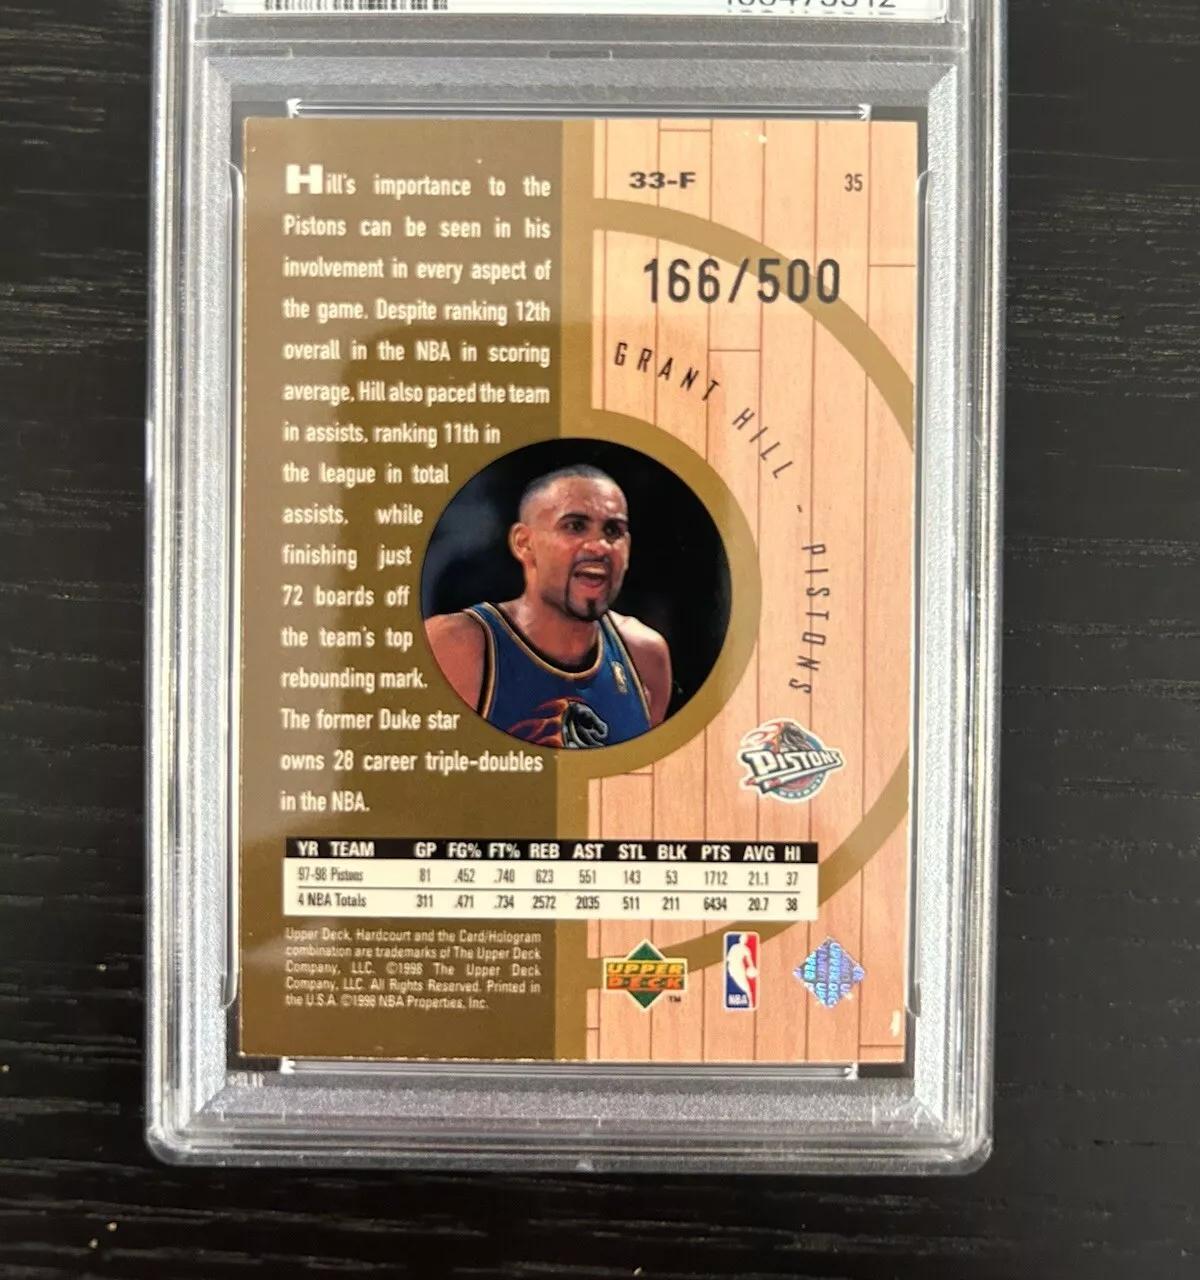 Hill's importance to the
Pistons can be seen in his
involvement in every aspect of
the game. Despite ranking 12th
overall in the NBA in scoring
average, Hill also paced the team
in assists, ranking 11th in
the league in total
assists, while
finishing just
72 boards off
the team's top
rebounding mark.
The former Duke star
owns 28 career triple-doubles
in the NBA.
33-F
35
166/500
GRANT HILL - PISTONS
PISTONS
YR TEAM GP FG% FT% REB AST STL BLK PTS AVG HI
97-98 Pistons 81 .452 .740 623 551 143 53 1712 21.1 37
4 NBA Totals 311 .471 .734 2572 2035 511 211 6434 20.7 38
Upper Deck, Hardcourt and the Card/Hologram
combination are trademarks of The Upper Deck
Company, LLC. ©1998 The Upper Deck
Company, LLC. All Rights Reserved. Printed in
the U.S.A. ©1998 NBA Properties, Inc.
UPPER
DECK
TM
NBA